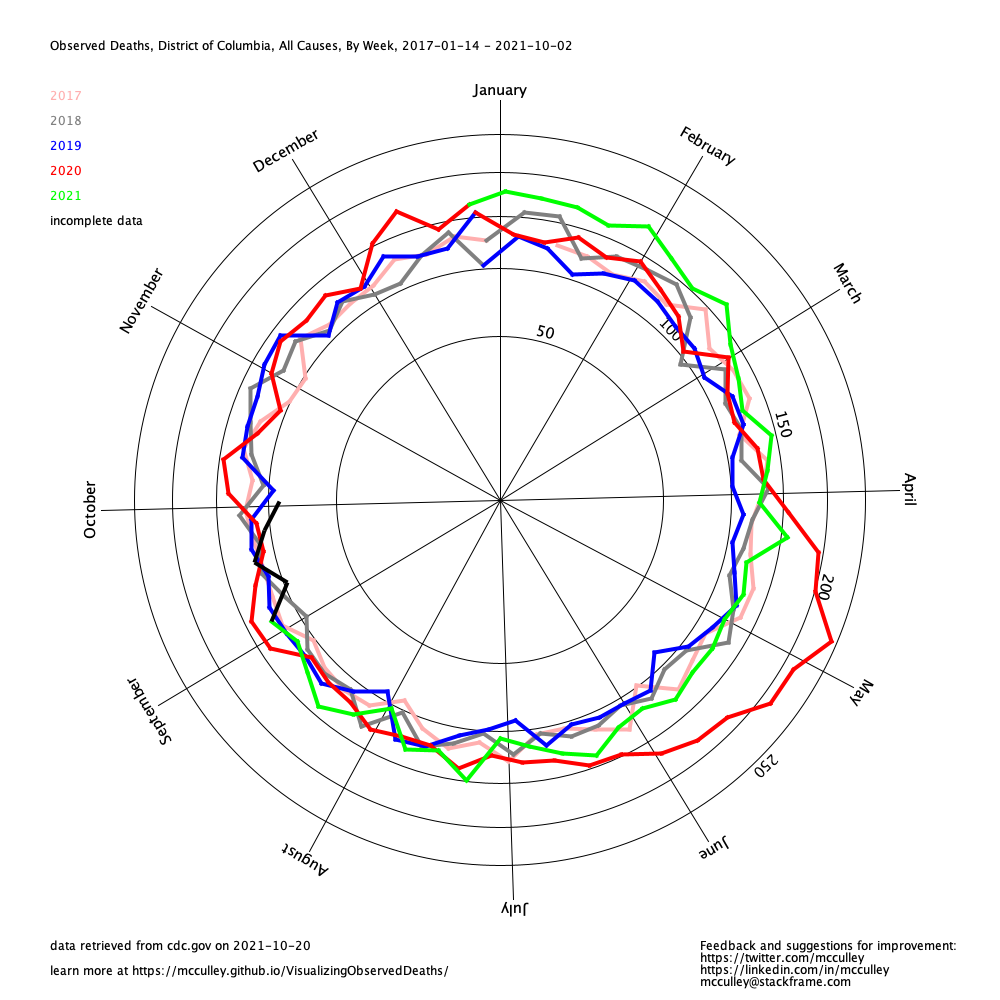 Observed Deaths, District of Columbia, All Causes, By Week, 2017-01-14 - 2021-10-02
2017
2018
2019
2020
2021
incomplete data
January
February
March
April
May
June
July
August
September
October
November
December
50
100
150
200
250
data retrieved from cdc.gov on 2021-10-20
learn more at https://mcculley.github.io/VisualizingObservedDeaths/
Feedback and suggestions for improvement:
https://twitter.com/mcculley
https://linkedin.com/in/mcculley
mcculley@stackframe.com